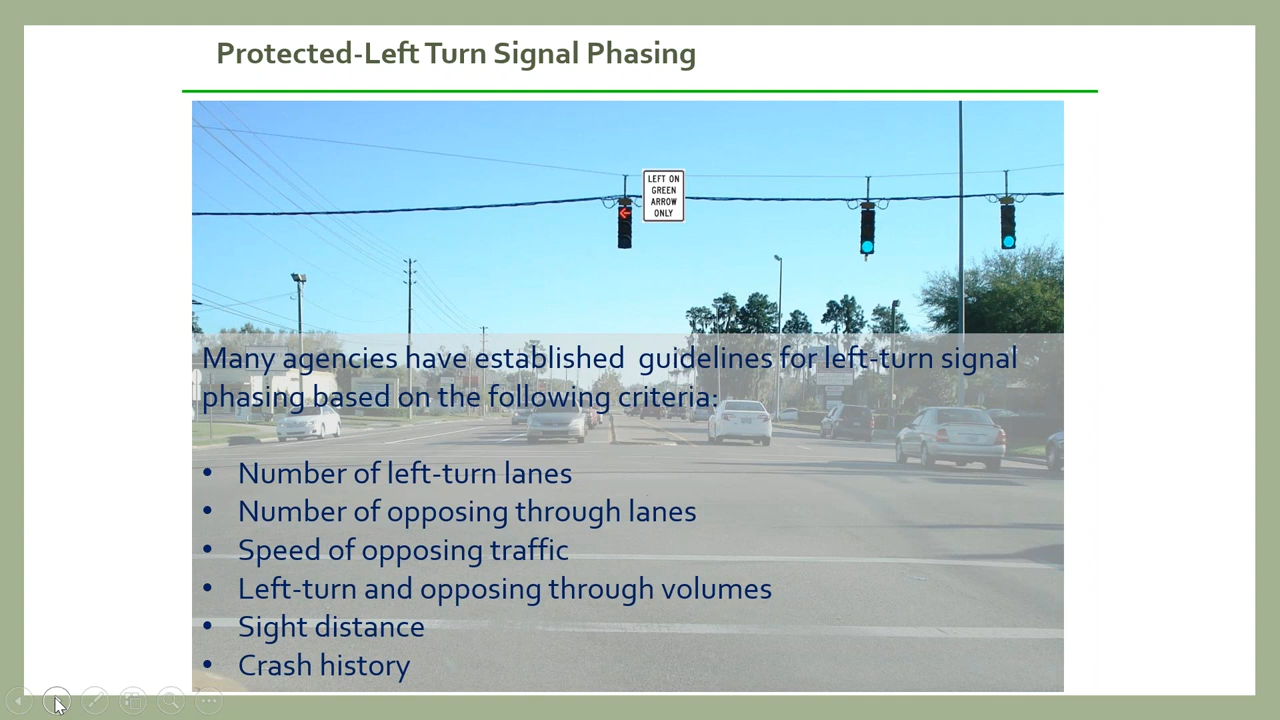 Protected-Left Turn Signal Phasing
LEFT ON
GREEN
ARROW
ONLY
Many agencies have established  guidelines for left-turn signal
phasing based on the following criteria:
• Number of left-turn lanes
• Number of opposing through lanes
• Speed of opposing traffic
• Left-turn and opposing through volumes
• Sight distance
• Crash history